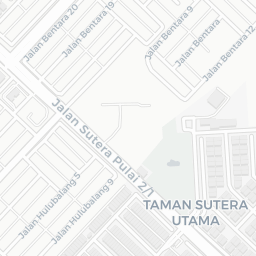 Jalan Bentara 20
Jalan Bentara 19
Jalan Bentara 9
Jalan Bentara
Jalan Bentara 12
Jalan Sutera Pulai 2/1
TAMAN SUTERA
UTAMA
Jalan Hulubalang 5
Jalan Hulubalang 9